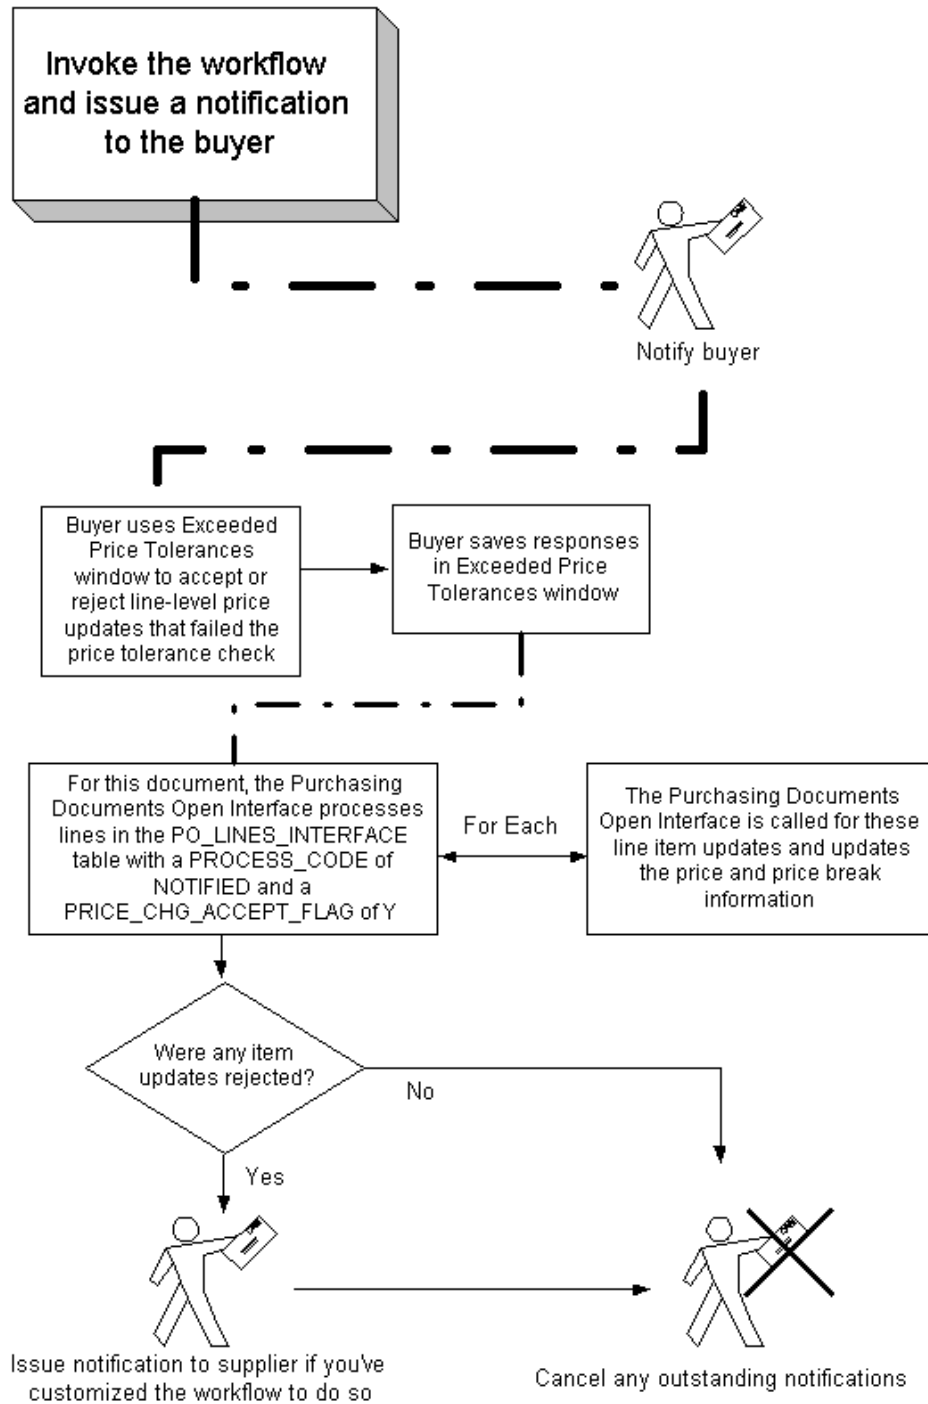 Invoke the workflow
and issue a notification
to the buyer
Notify buyer
Buyer uses Exceeded
Price Tolerances
window to accept or
reject line-level price
updates that failed the
price tolerance check
Buyer saves responses
in Exceeded Price
Tolerances window
For this document, the Purchasing
Documents Open Interface processes
lines in the PO_LINES_INTERFACE
table with a PROCESS_CODE of
NOTIFIED and a
PRICE_CHG_ACCEPT_FLAG of Y
For Each
The Purchasing Documents
Open Interface is called for these
line item updates and updates
the price and price break
information
Were any item
updates rejected?
No
Yes
Issue notification to supplier if you've
customized the workflow to do so
Cancel any outstanding notifications